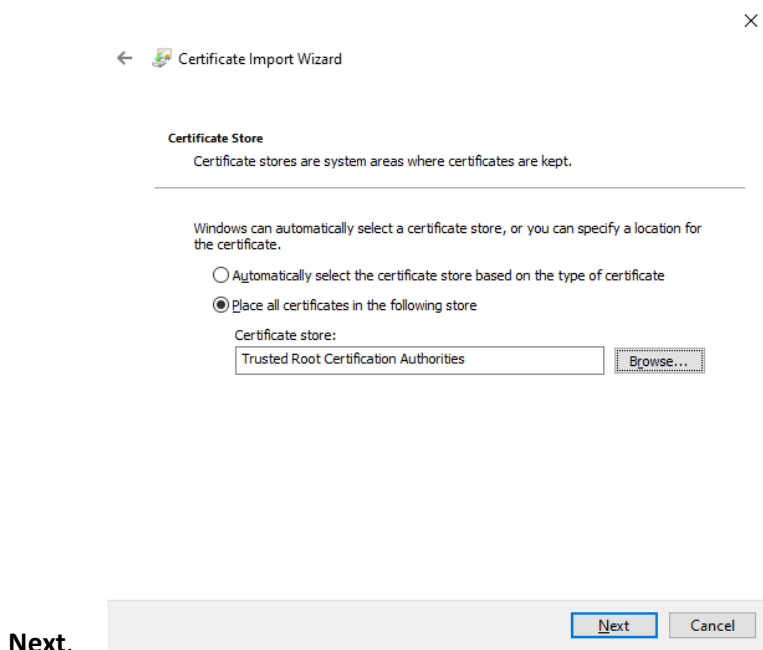 Certificate Import Wizard
Certificate Store
Certificate stores are system areas where certificates are kept.
Windows can automatically select a certificate store, or you can specify a location for
the certificate.
Automatically select the certificate store based on the type of certificate
Place all certificates in the following store
Certificate store:
Trusted Root Certification Authorities
Browse...
Next
Cancel
Next.